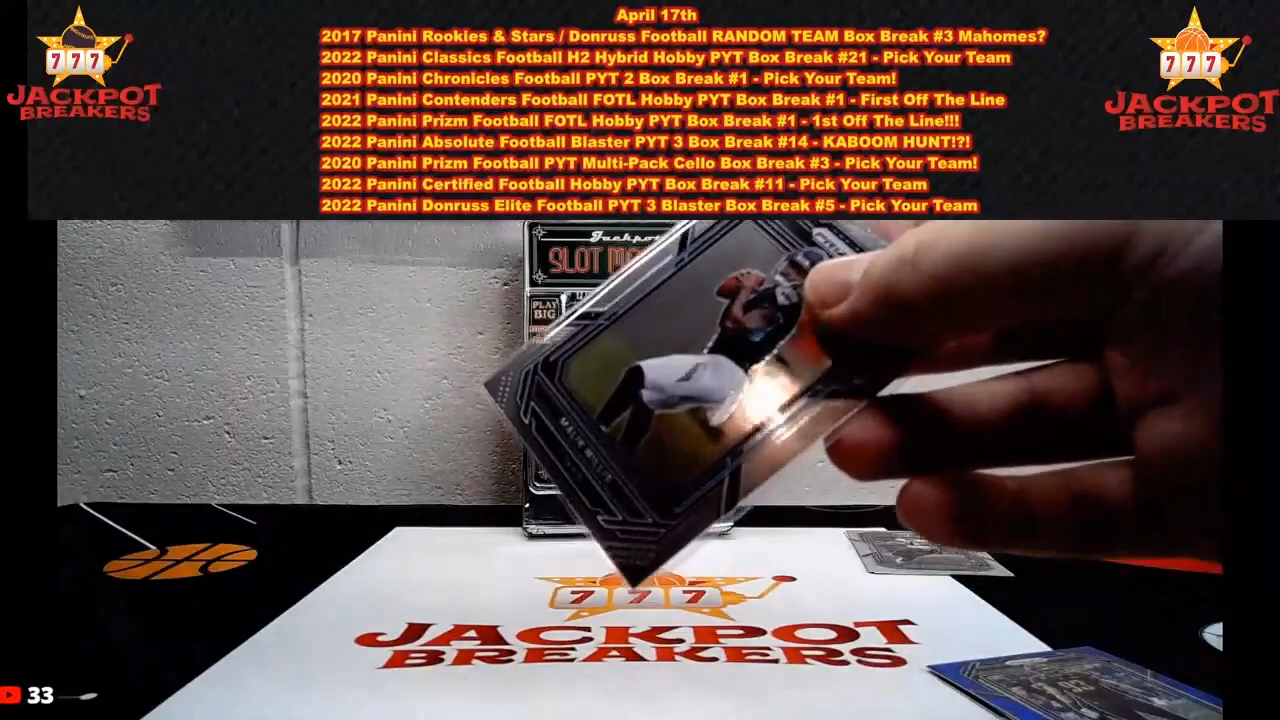 April 17th
2017 Panini Rookies & Stars / Donruss Football RANDOM TEAM Box Break #3 Mahomes?
2022 Panini Classics Football H2 Hybrid Hobby PYT Box Break #21 - Pick Your Team
2020 Panini Chronicles Football PYT 2 Box Break #1 - Pick Your Team!
2021 Panini Contenders Football FOTL Hobby PYT Box Break #1 - First Off The Line
2022 Panini Prizm Football FOTL Hobby PYT Box Break #1 - 1st Off The Line!!!
2022 Panini Absolute Football Blaster PYT 3 Box Break #14 - KABOOM HUNT!?!
2020 Panini Prizm Football PYT Multi-Pack Cello Box Break #3 - Pick Your Team!
2022 Panini Certified Football Hobby PYT Box Break #11 - Pick Your Team
2022 Panini Donruss Elite Football PYT 3 Blaster Box Break #5 - Pick Your Team
777
JACKPOT
BREAKERS
777
JACKPOT
BREAKERS
Jackpot
SLOT
PLAY
BIG
MALIK WILLIS
777
JACKPOT
BREAKERS
33